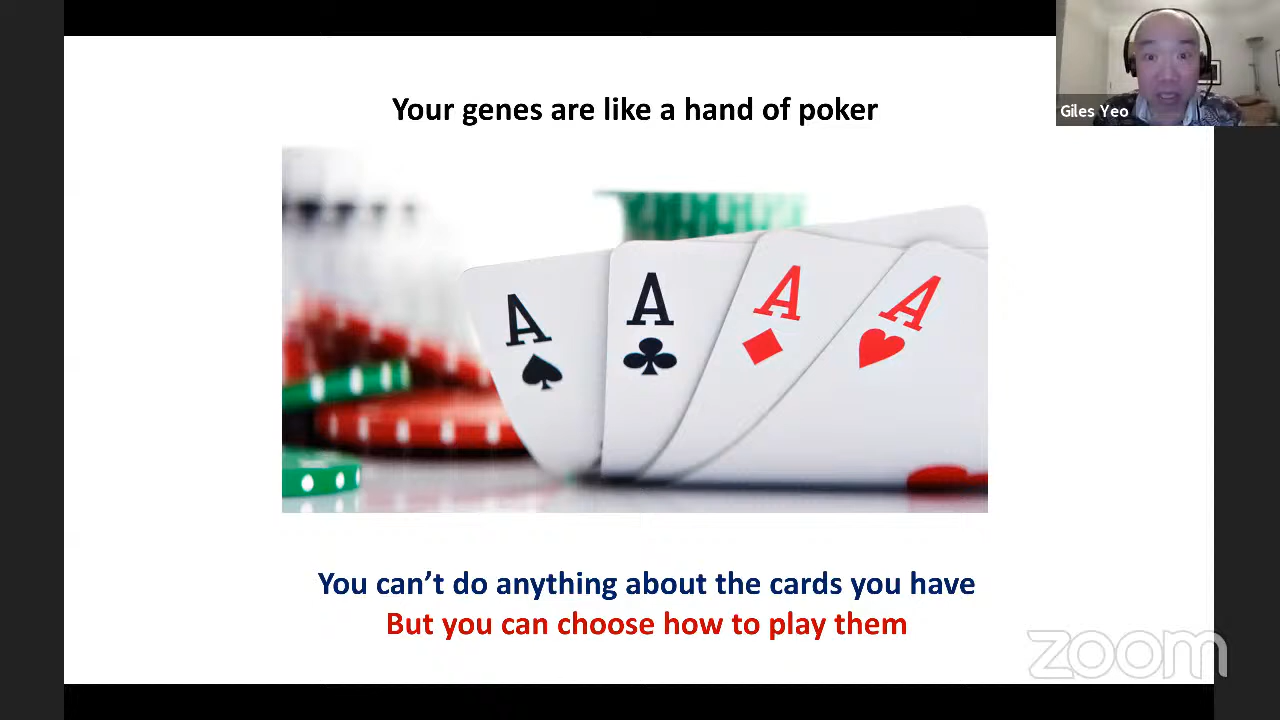 Your genes are like a hand of poker
Giles Yeo
A
A
A
A
You can't do anything about the cards you have
But you can choose how to play them
zoom